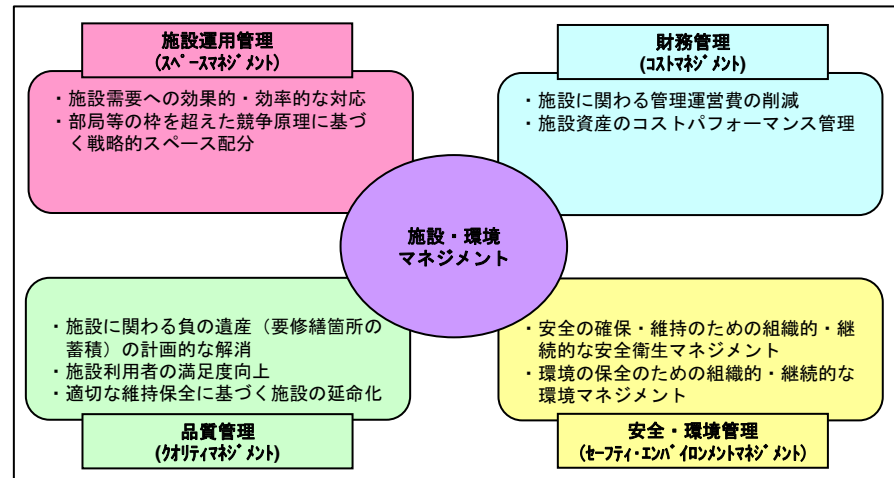 施設運用管理
(ｽﾍﾟｰｽﾏﾈｼﾞﾒﾝﾄ)
・施設需要への効果的・効率的な対応
・部局等の枠を超えた競争原理に基づ
く戦略的スペース配分
財務管理
(ｺｽﾄﾏﾈｼﾞﾒﾝﾄ)
・施設に関わる管理運営費の削減
・施設資産のコストパフォーマンス管理
施設・環境
マネジメント
・施設に関わる負の遺産（要修繕箇所の
蓄積）の計画的な解消
・施設利用者の満足度向上
・適切な維持保全に基づく施設の延命化
品質管理
(ｸｵﾘﾃｨﾏﾈｼﾞﾒﾝﾄ)
・安全の確保・維持のための組織的・継
続的な安全衛生マネジメント
・環境の保全のための組織的・継続的な
環境マネジメント
安全・環境管理
(ｾｰﾌﾃｨ・ｴﾝﾊﾞｲﾛﾝﾒﾝﾄﾏﾈｼﾞﾒﾝﾄ)